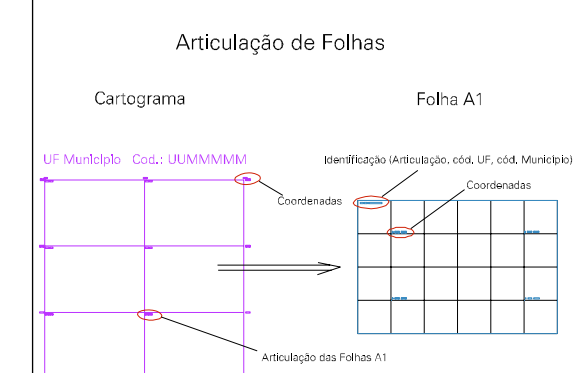 Articulação de Folhas
Cartograma
Folha A1
UF Município Cod.: UUMMMMM
Identificação (Articulação, cód. UF, cód. Município)
Coordenadas
Coordenadas
Articulação das Folhas A1